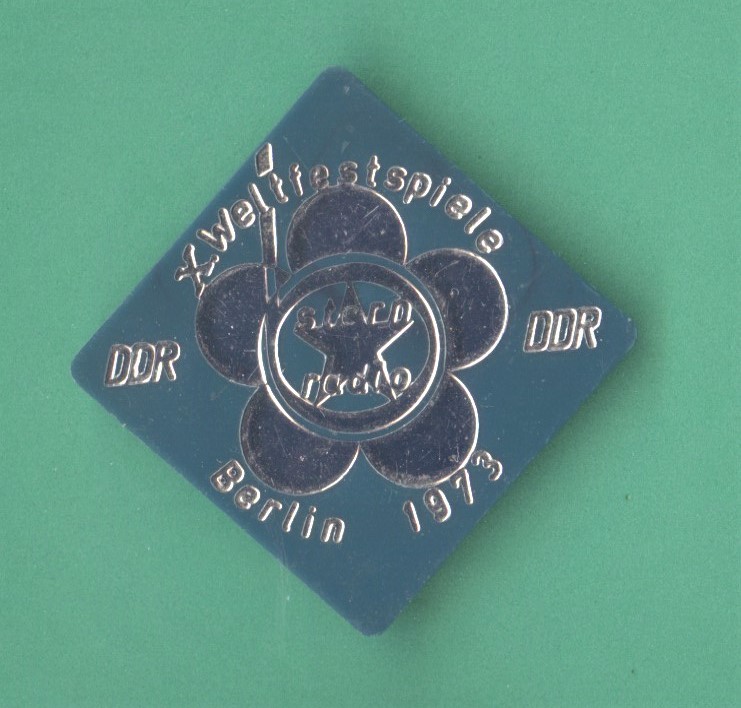 X. Weltfestspiele
stern
radio
DDR
DDR
Berlin 1973